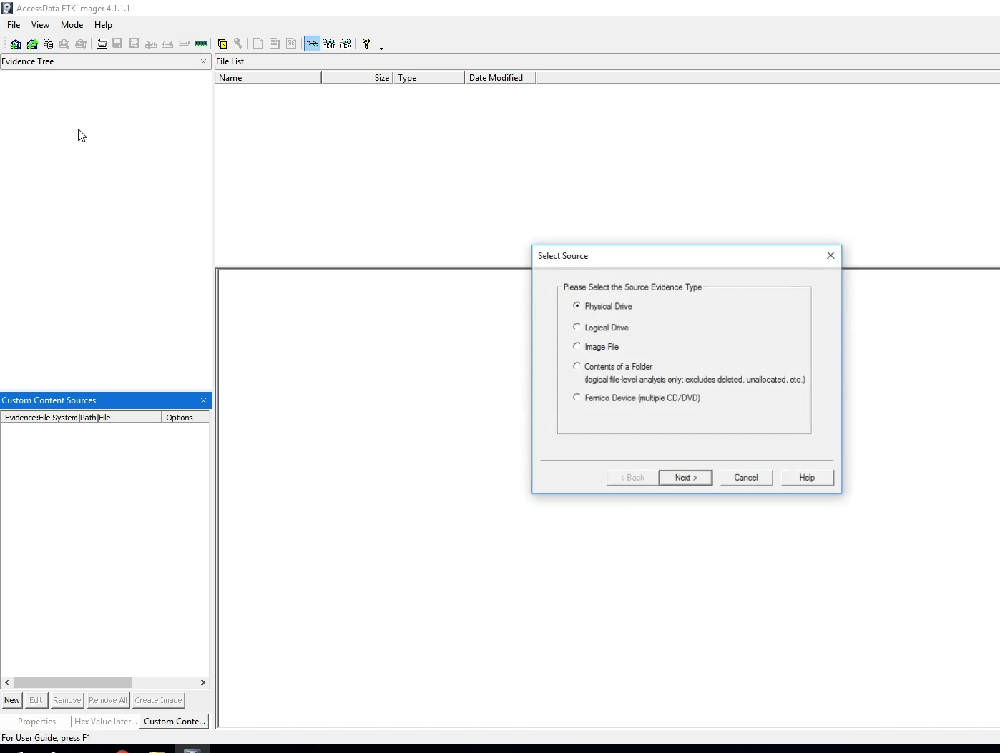 AccessData FTK Imager 4.1.1.1
File View Mode Help
TEXT HEX ?
Evidence Tree
File List
Name Size Type Date Modified
Select Source
Please Select the Source Evidence Type
Physical Drive
Logical Drive
Image File
Contents of a Folder
(logical file-level analysis only; excludes deleted, unallocated, etc.)
Fernico Device (multiple CD/DVD)
< Back Next > Cancel Help
Custom Content Sources
Evidence:File System|Path|File Options
New Edit Remove Remove All Create Image
Properties Hex Value Inter... Custom Conte...
For User Guide, press F1